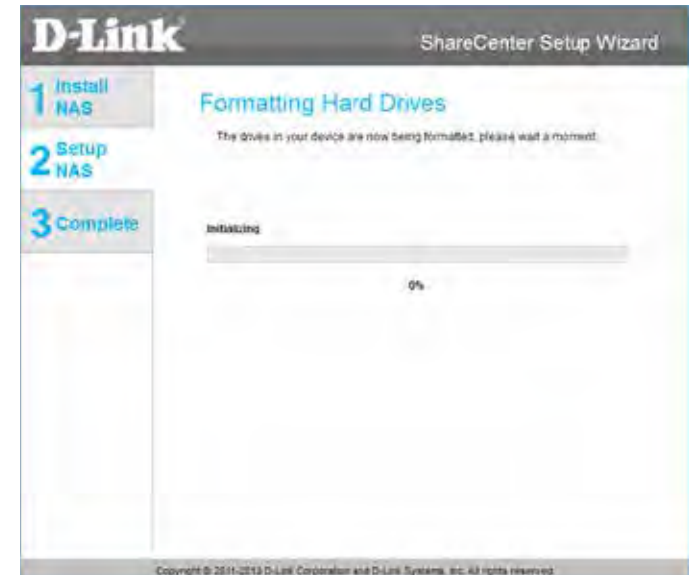 D-Link
ShareCenter Setup Wizard
1 Install
NAS
2 Setup
NAS
3 Complete
Formatting Hard Drives
The drives in your device are now being formatted, please wait a moment.
Initializing
0%
Copyright © 2011-2013 D-Link Corporation and D-Link Systems, Inc. All rights reserved.